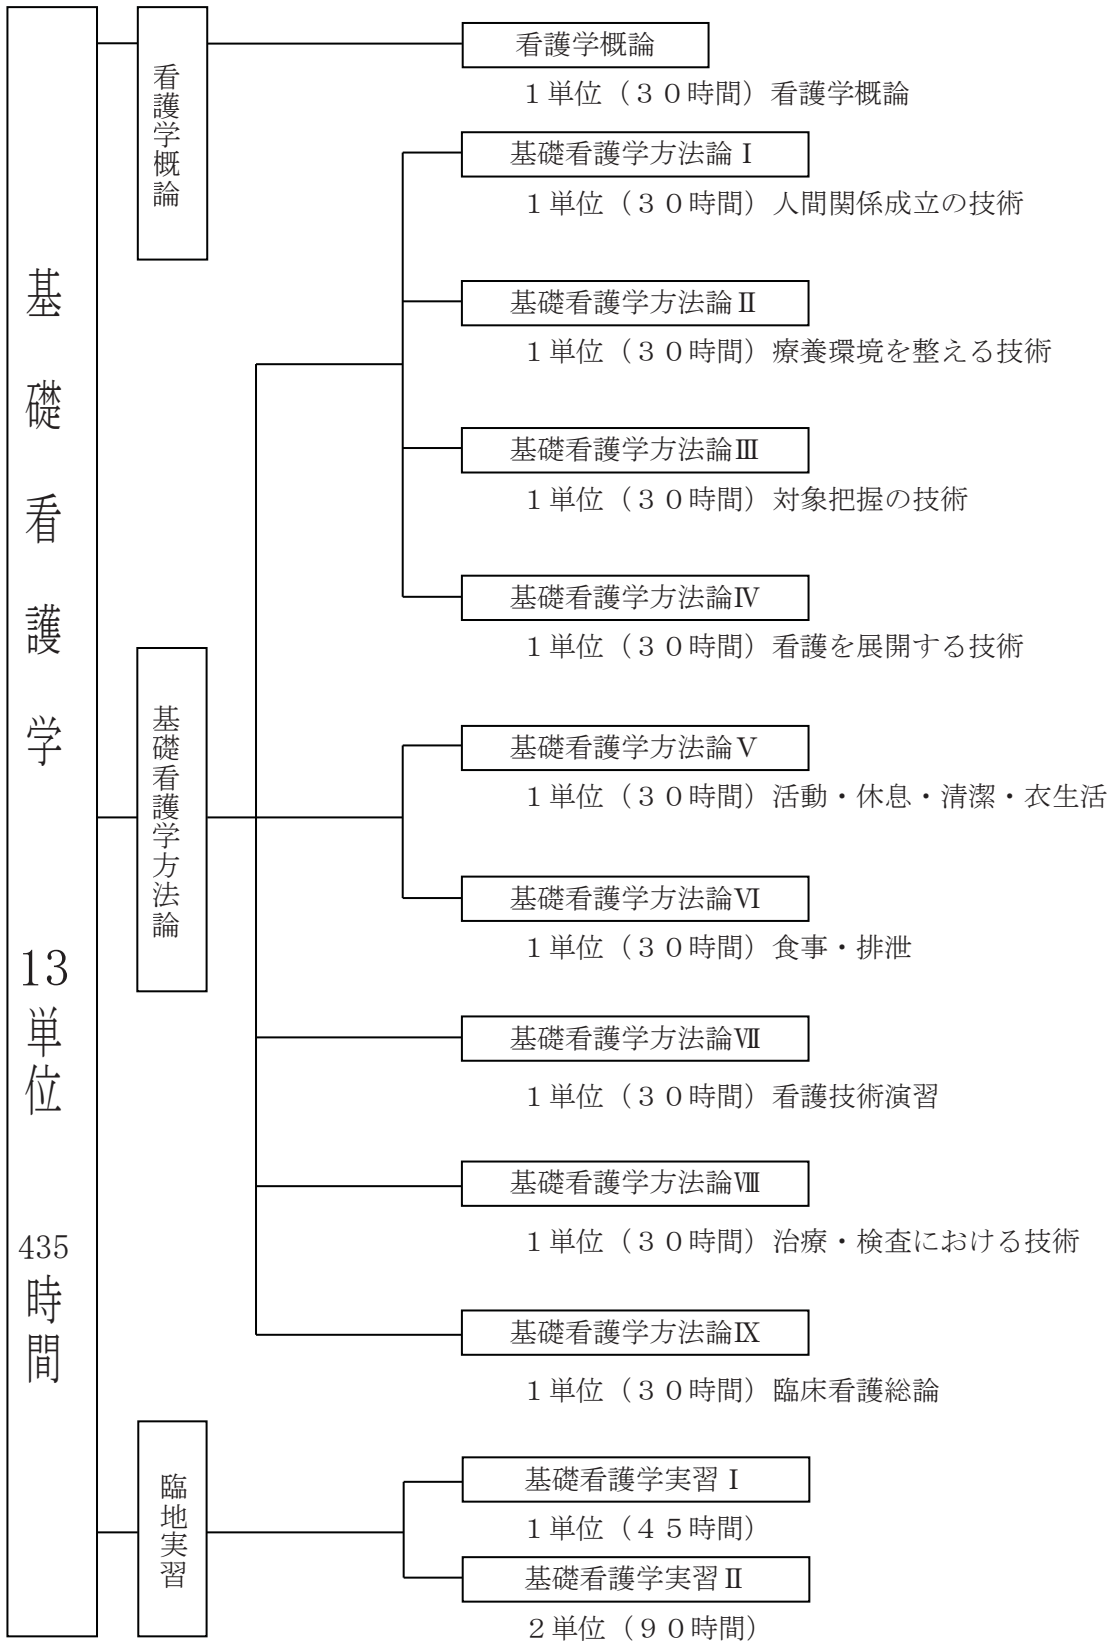 基礎看護学 13単位 435時間
看護学概論
看護学概論
1単位（30時間）看護学概論
基礎看護学方法論
基礎看護学方法論Ⅰ
1単位（30時間）人間関係成立の技術
基礎看護学方法論Ⅱ
1単位（30時間）療養環境を整える技術
基礎看護学方法論Ⅲ
1単位（30時間）対象把握の技術
基礎看護学方法論Ⅳ
1単位（30時間）看護を展開する技術
基礎看護学方法論Ⅴ
1単位（30時間）活動・休息・清潔・衣生活
基礎看護学方法論Ⅵ
1単位（30時間）食事・排泄
基礎看護学方法論Ⅶ
1単位（30時間）看護技術演習
基礎看護学方法論Ⅷ
1単位（30時間）治療・検査における技術
基礎看護学方法論Ⅸ
1単位（30時間）臨床看護総論
臨地実習
基礎看護学実習Ⅰ
1単位（45時間）
基礎看護学実習Ⅱ
2単位（90時間）